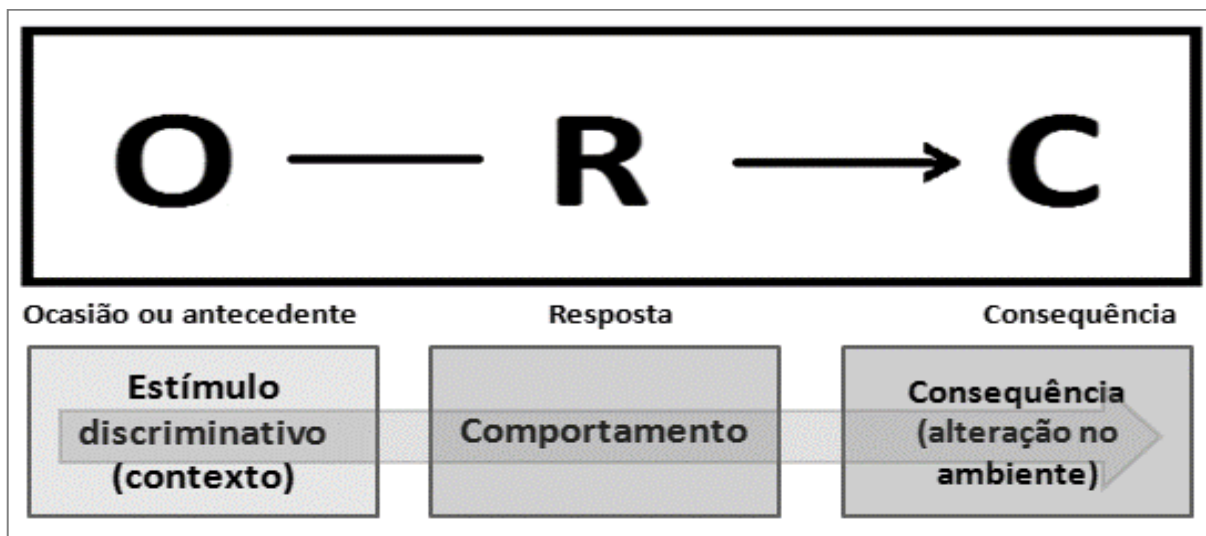 O R C
Ocasião ou antecedente Resposta Consequência
Estímulo
discriminativo
(contexto)
Comportamento
Consequência
(alteração no
ambiente)